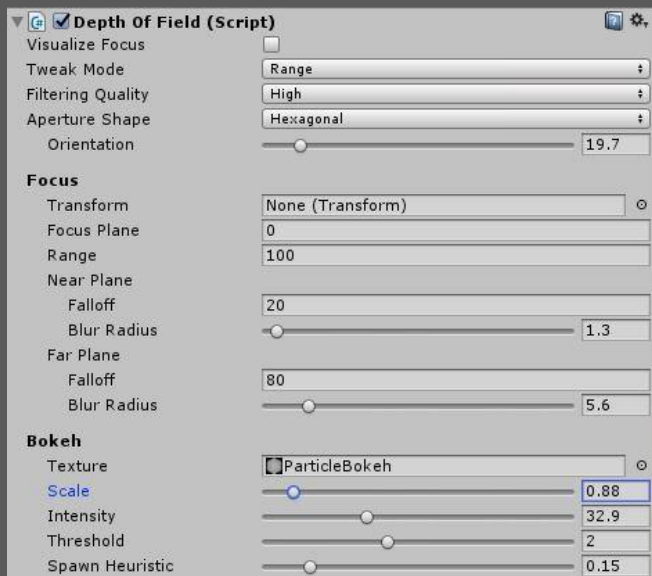 Depth Of Field (Script)
Visualize Focus
Tweak Mode Range
Filtering Quality High
Aperture Shape Hexagonal
Orientation 19.7
Focus
Transform None (Transform)
Focus Plane 0
Range 100
Near Plane
Falloff 20
Blur Radius 1.3
Far Plane
Falloff 80
Blur Radius 5.6
Bokeh
Texture ParticleBokeh
Scale 0.88
Intensity 32.9
Threshold 2
Spawn Heuristic 0.15